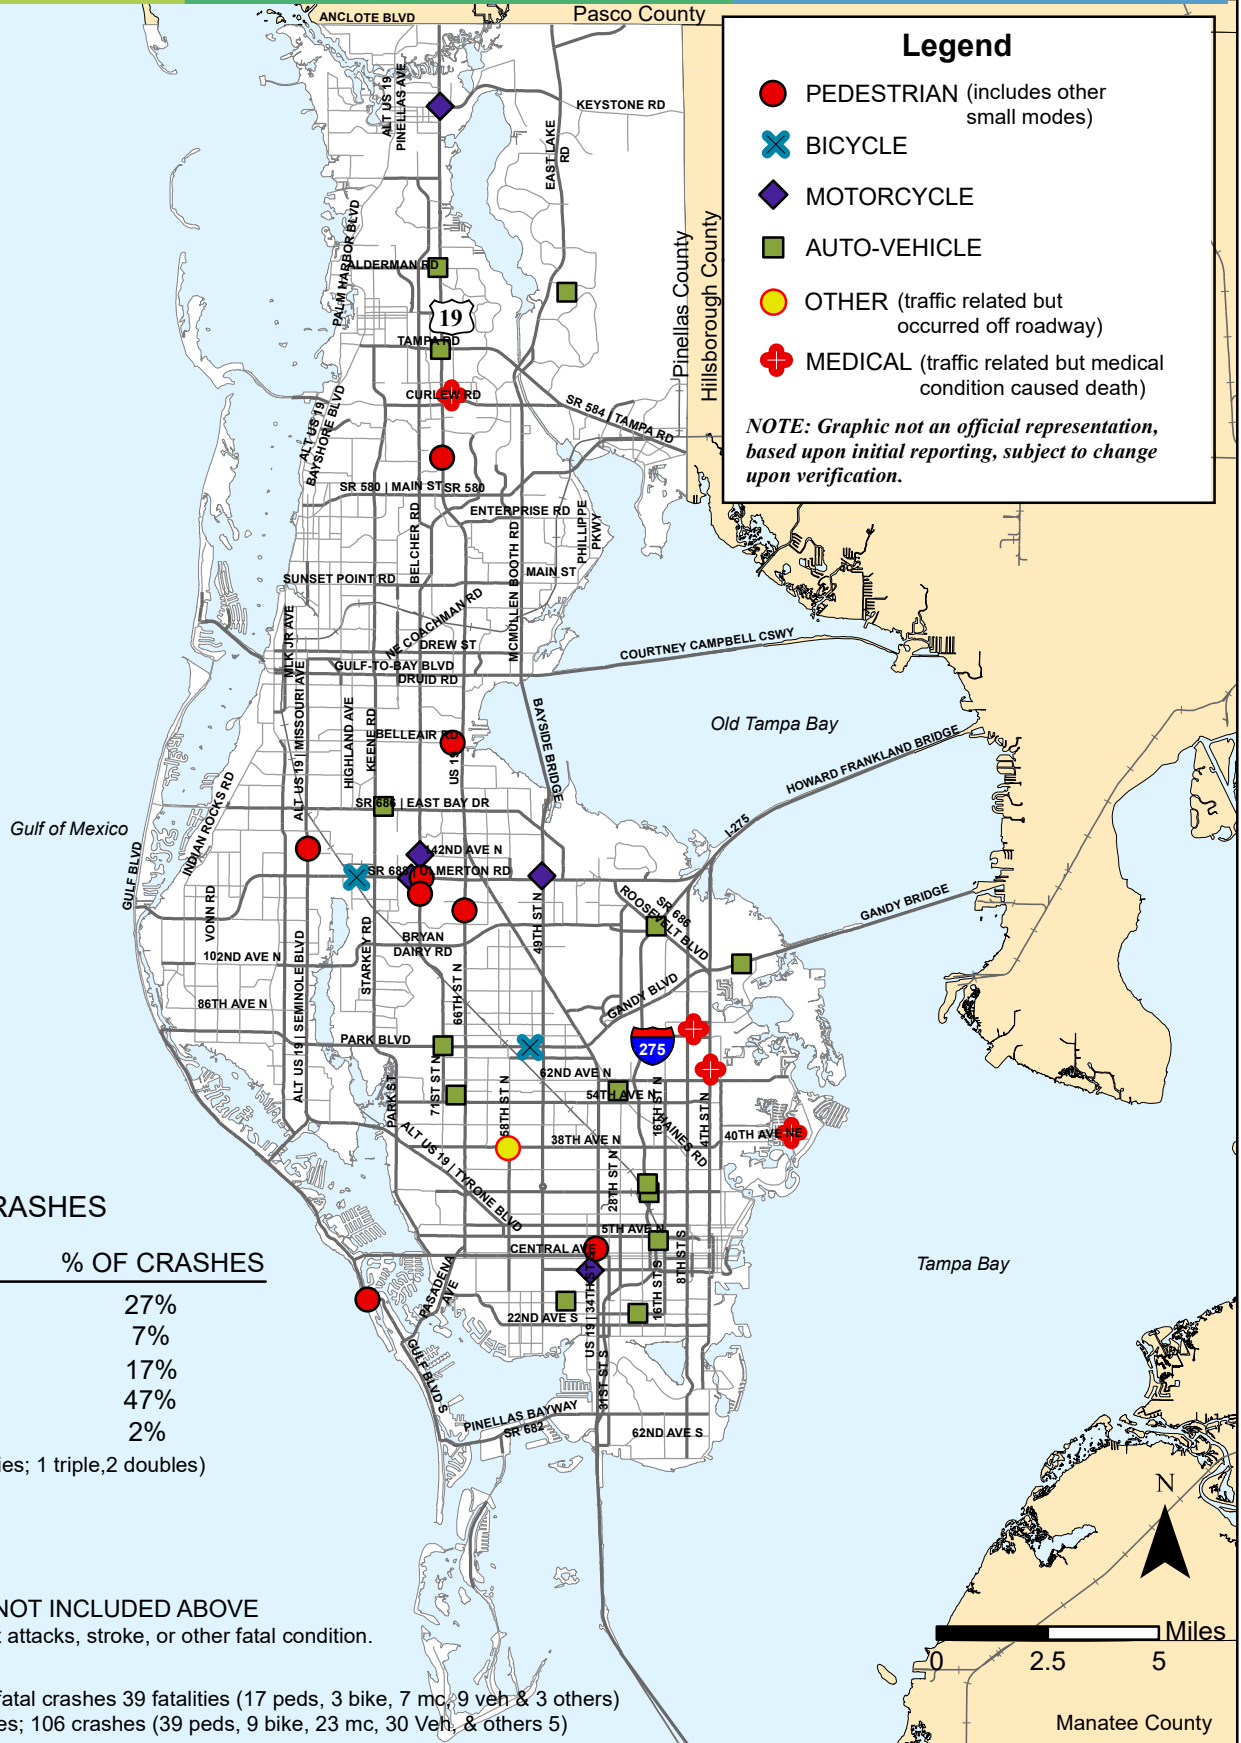 ANCLOTE BLVD
Pasco County
Legend
PEDESTRIAN (includes other
small modes)
BICYCLE
MOTORCYCLE
AUTO-VEHICLE
OTHER (traffic related but
occurred off roadway)
MEDICAL (traffic related but medical
condition caused death)
NOTE: Graphic not an official representation,
based upon initial reporting, subject to change
upon verification.
ALT US 19
PINELLAS AVE
KEYSTONE RD
EAST LAKE
RD
PALM HARBOR BLVD
ALDERMAN RD
19
Pinellas County
Hillsborough County
TAMPA RD
CURLEW RD
SR 584 | TAMPA RD
ALT US 19
BAYSHORE BLVD
SR 580 | MAIN ST
SR 580
ENTERPRISE RD
BELCHER RD
MCMULLEN BOOTH RD
PHILLIPPE
PKWY
SUNSET POINT RD
MAIN ST
NE COACHMAN RD
MLK JR AVE
DREW ST
COURTNEY CAMPBELL CSWY
GULF-TO-BAY BLVD
DRUID RD
ALT US 19 | MISSOURI AVE
HIGHLAND AVE
KEENE RD
BELLEAIR RD
US 19
BAYSIDE BRIDGE
Old Tampa Bay
HOWARD FRANKLAND BRIDGE
INDIAN ROCKS RD
SR 686 | EAST BAY DR
Gulf of Mexico
I-275
GULF BLVD
142ND AVE N
SR 688 | ULMERTON RD
VONN RD
49TH ST N
SR 686
ROOSEVELT BLVD
GANDY BRIDGE
STARKEY RD
BRYAN
DAIRY RD
102ND AVE N
66TH ST N
86TH AVE N
GANDY BLVD
ALT US 19 | SEMINOLE BLVD
PARK BLVD
275
62ND AVE N
71ST ST N
PARK ST
58TH ST N
54TH AVE N
16TH ST N
HAINES RD
4TH ST N
40TH AVE NE
38TH AVE N
ALT US 19 | TYRONE BLVD
28TH ST N
RASHES
5TH AVE N
CENTRAL AVE
8TH ST S
% OF CRASHES
Tampa Bay
PASADENA
AVE
16TH ST S
US 19 | 34TH ST
27%
22ND AVE S
7%
17%
GULF BLVD S
31ST ST S
47%
PINELLAS BAYWAY
SR 682
62ND AVE S
2%
ies; 1 triple,2 doubles)
N
NOT INCLUDED ABOVE
t attacks, stroke, or other fatal condition.
Miles
0 2.5 5
fatal crashes 39 fatalities (17 peds, 3 bike, 7 mc, 9 veh & 3 others)
es; 106 crashes (39 peds, 9 bike, 23 mc, 30 Veh, & others 5)
Manatee County